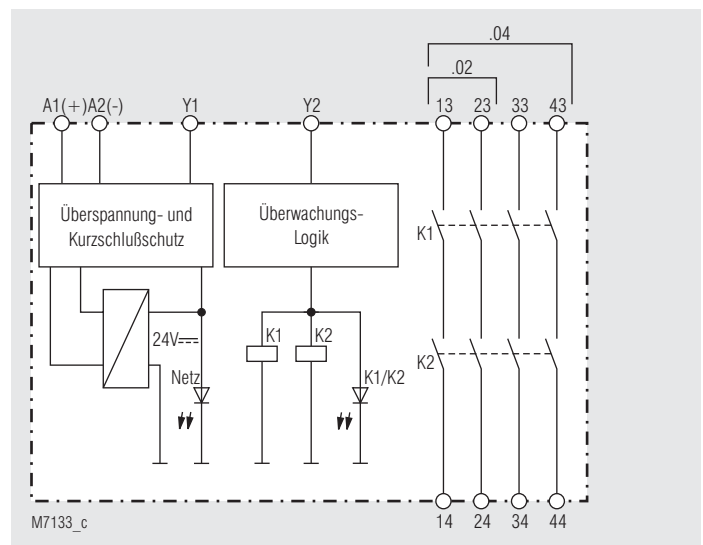 .04
.02
A1(+) A2(-) Y1 Y2 13 23 33 43
Überspannung- und
Kurzschlußschutz
Überwachungs-
Logik
K1
24V
K1 K2
Netz
K1/K2
K2
M7133_c
14 24 34 44